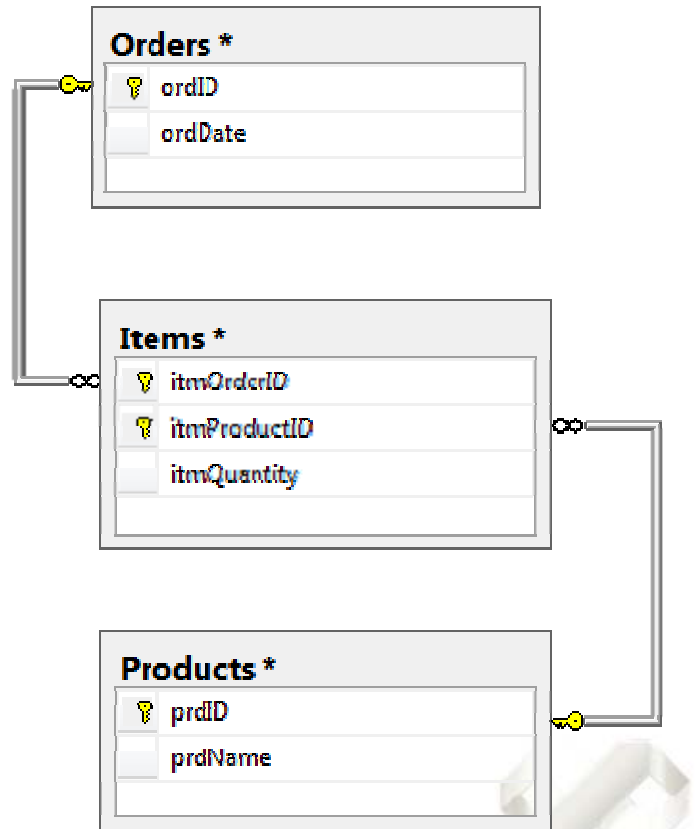 Orders *
ordID
ordDate
Items *
itmOrderID
itmProductID
itmQuantity
Products *
prdID
prdName